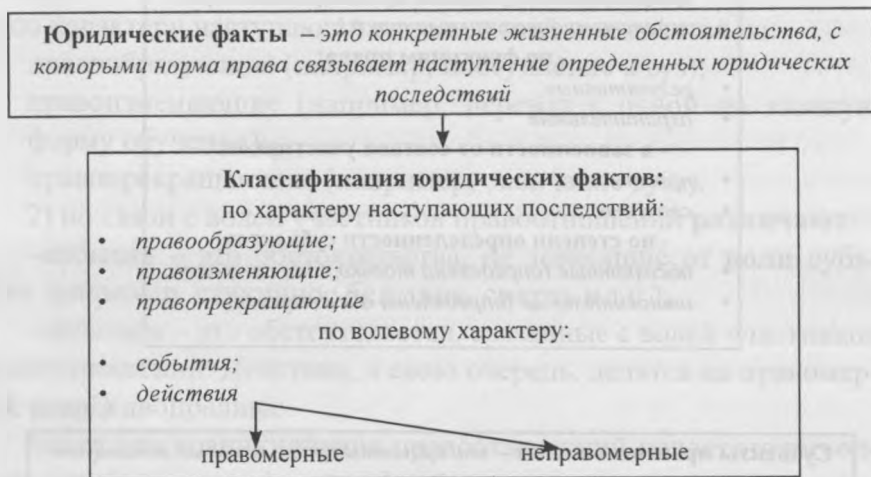 Юридические факты – это конкретные жизненные обстоятельства, с
которыми норма права связывает наступление определенных юридических
последствий
Классификация юридических фактов:
по характеру наступающих последствий:
• правообразующие;
• правоизменяющие;
• правопрекращающие
по волевому характеру:
• события;
• действия
правомерные неправомерные